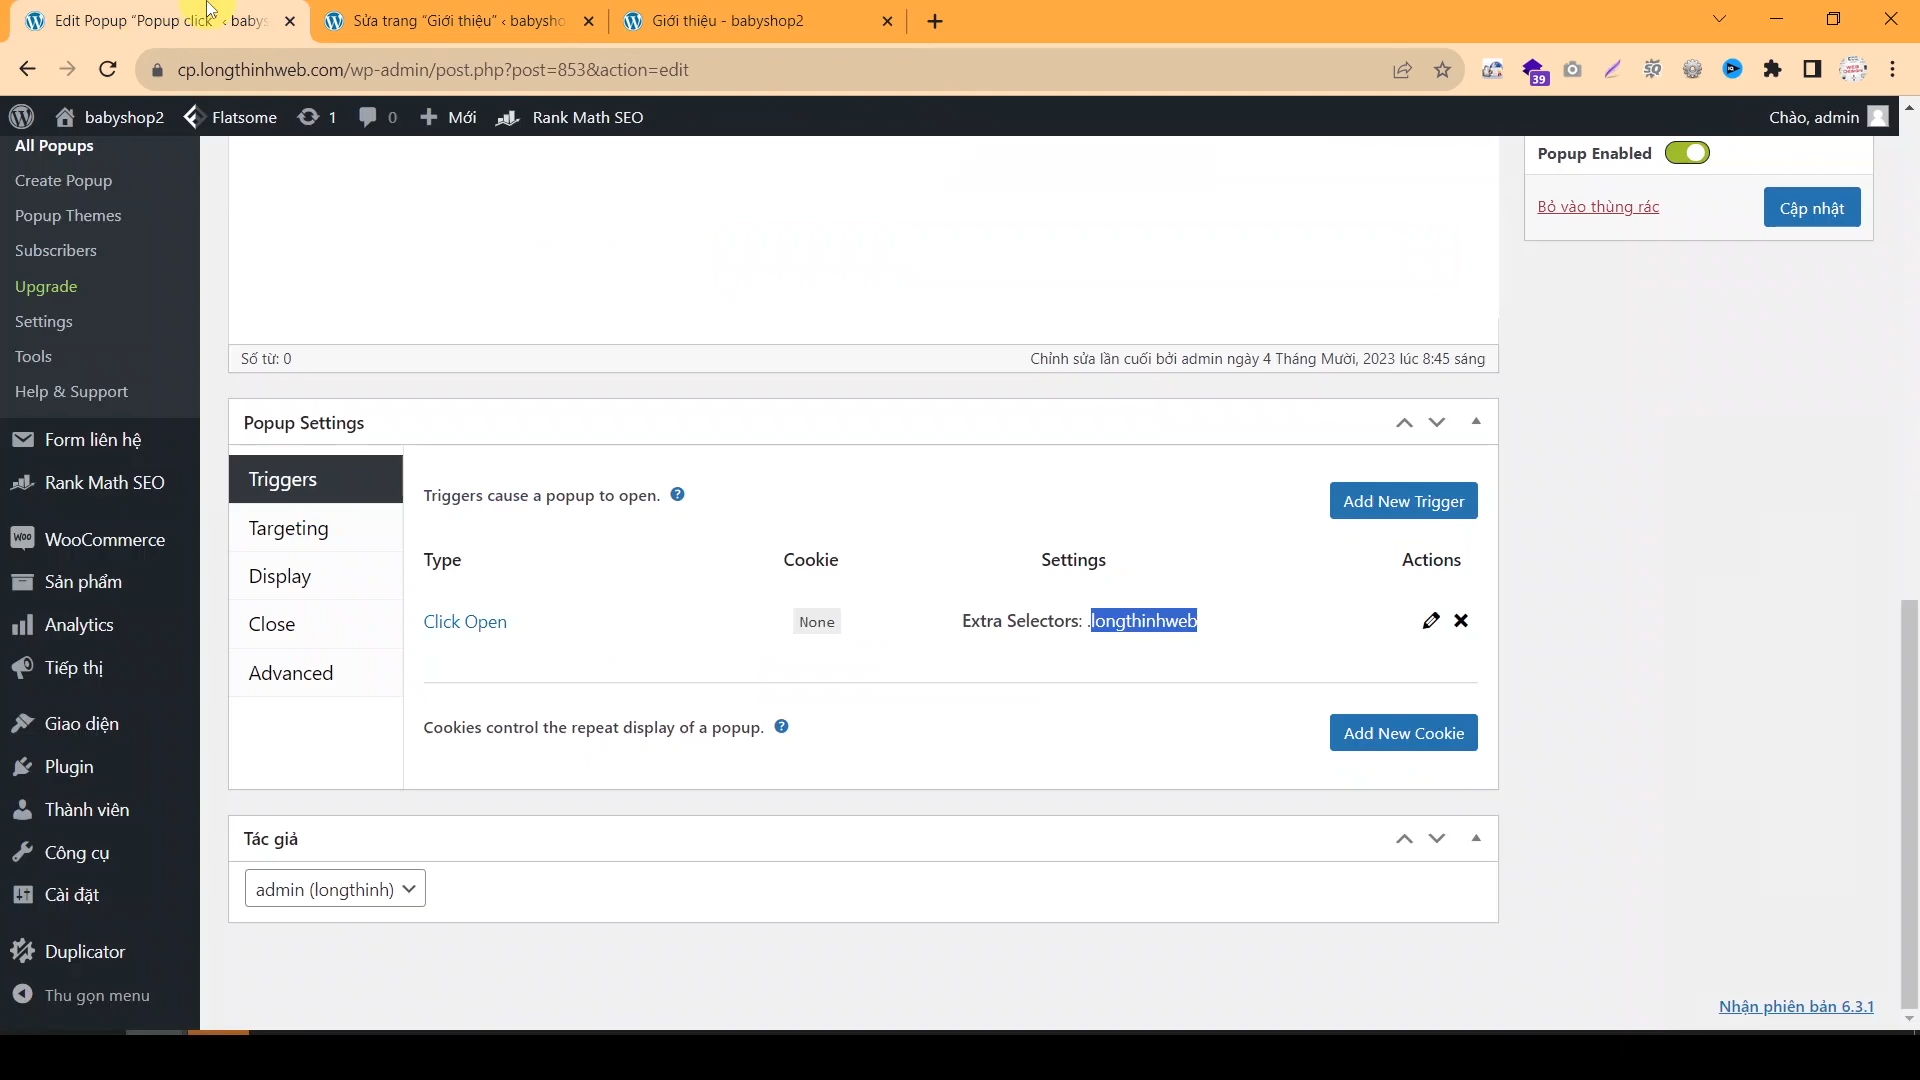 Edit Popup “Popup click” ‹ babys
Sửa trang “Giới thiệu” ‹ babysho
Giới thiệu - babyshop2
cp.longthinhweb.com/wp-admin/post.php?post=853&action=edit
39
babyshop2
Flatsome
1
0
Mới
Rank Math SEO
Chào, admin
All Popups
Create Popup
Popup Themes
Subscribers
Upgrade
Settings
Tools
Help & Support
Form liên hệ
Rank Math SEO
WooCommerce
Sản phẩm
Analytics
Tiếp thị
Giao diện
Plugin
Thành viên
Công cụ
Cài đặt
Duplicator
Thu gọn menu
Popup Enabled
Bỏ vào thùng rác
Cập nhật
Số từ: 0
Chỉnh sửa lần cuối bởi admin ngày 4 Tháng Mười, 2023 lúc 8:45 sáng
Popup Settings
Triggers
Targeting
Display
Close
Advanced
Triggers cause a popup to open.
Add New Trigger
Type
Cookie
Settings
Actions
Click Open
None
Extra Selectors: .longthinhweb
Cookies control the repeat display of a popup.
Add New Cookie
Tác giả
admin (longthinh)
Nhận phiên bản 6.3.1